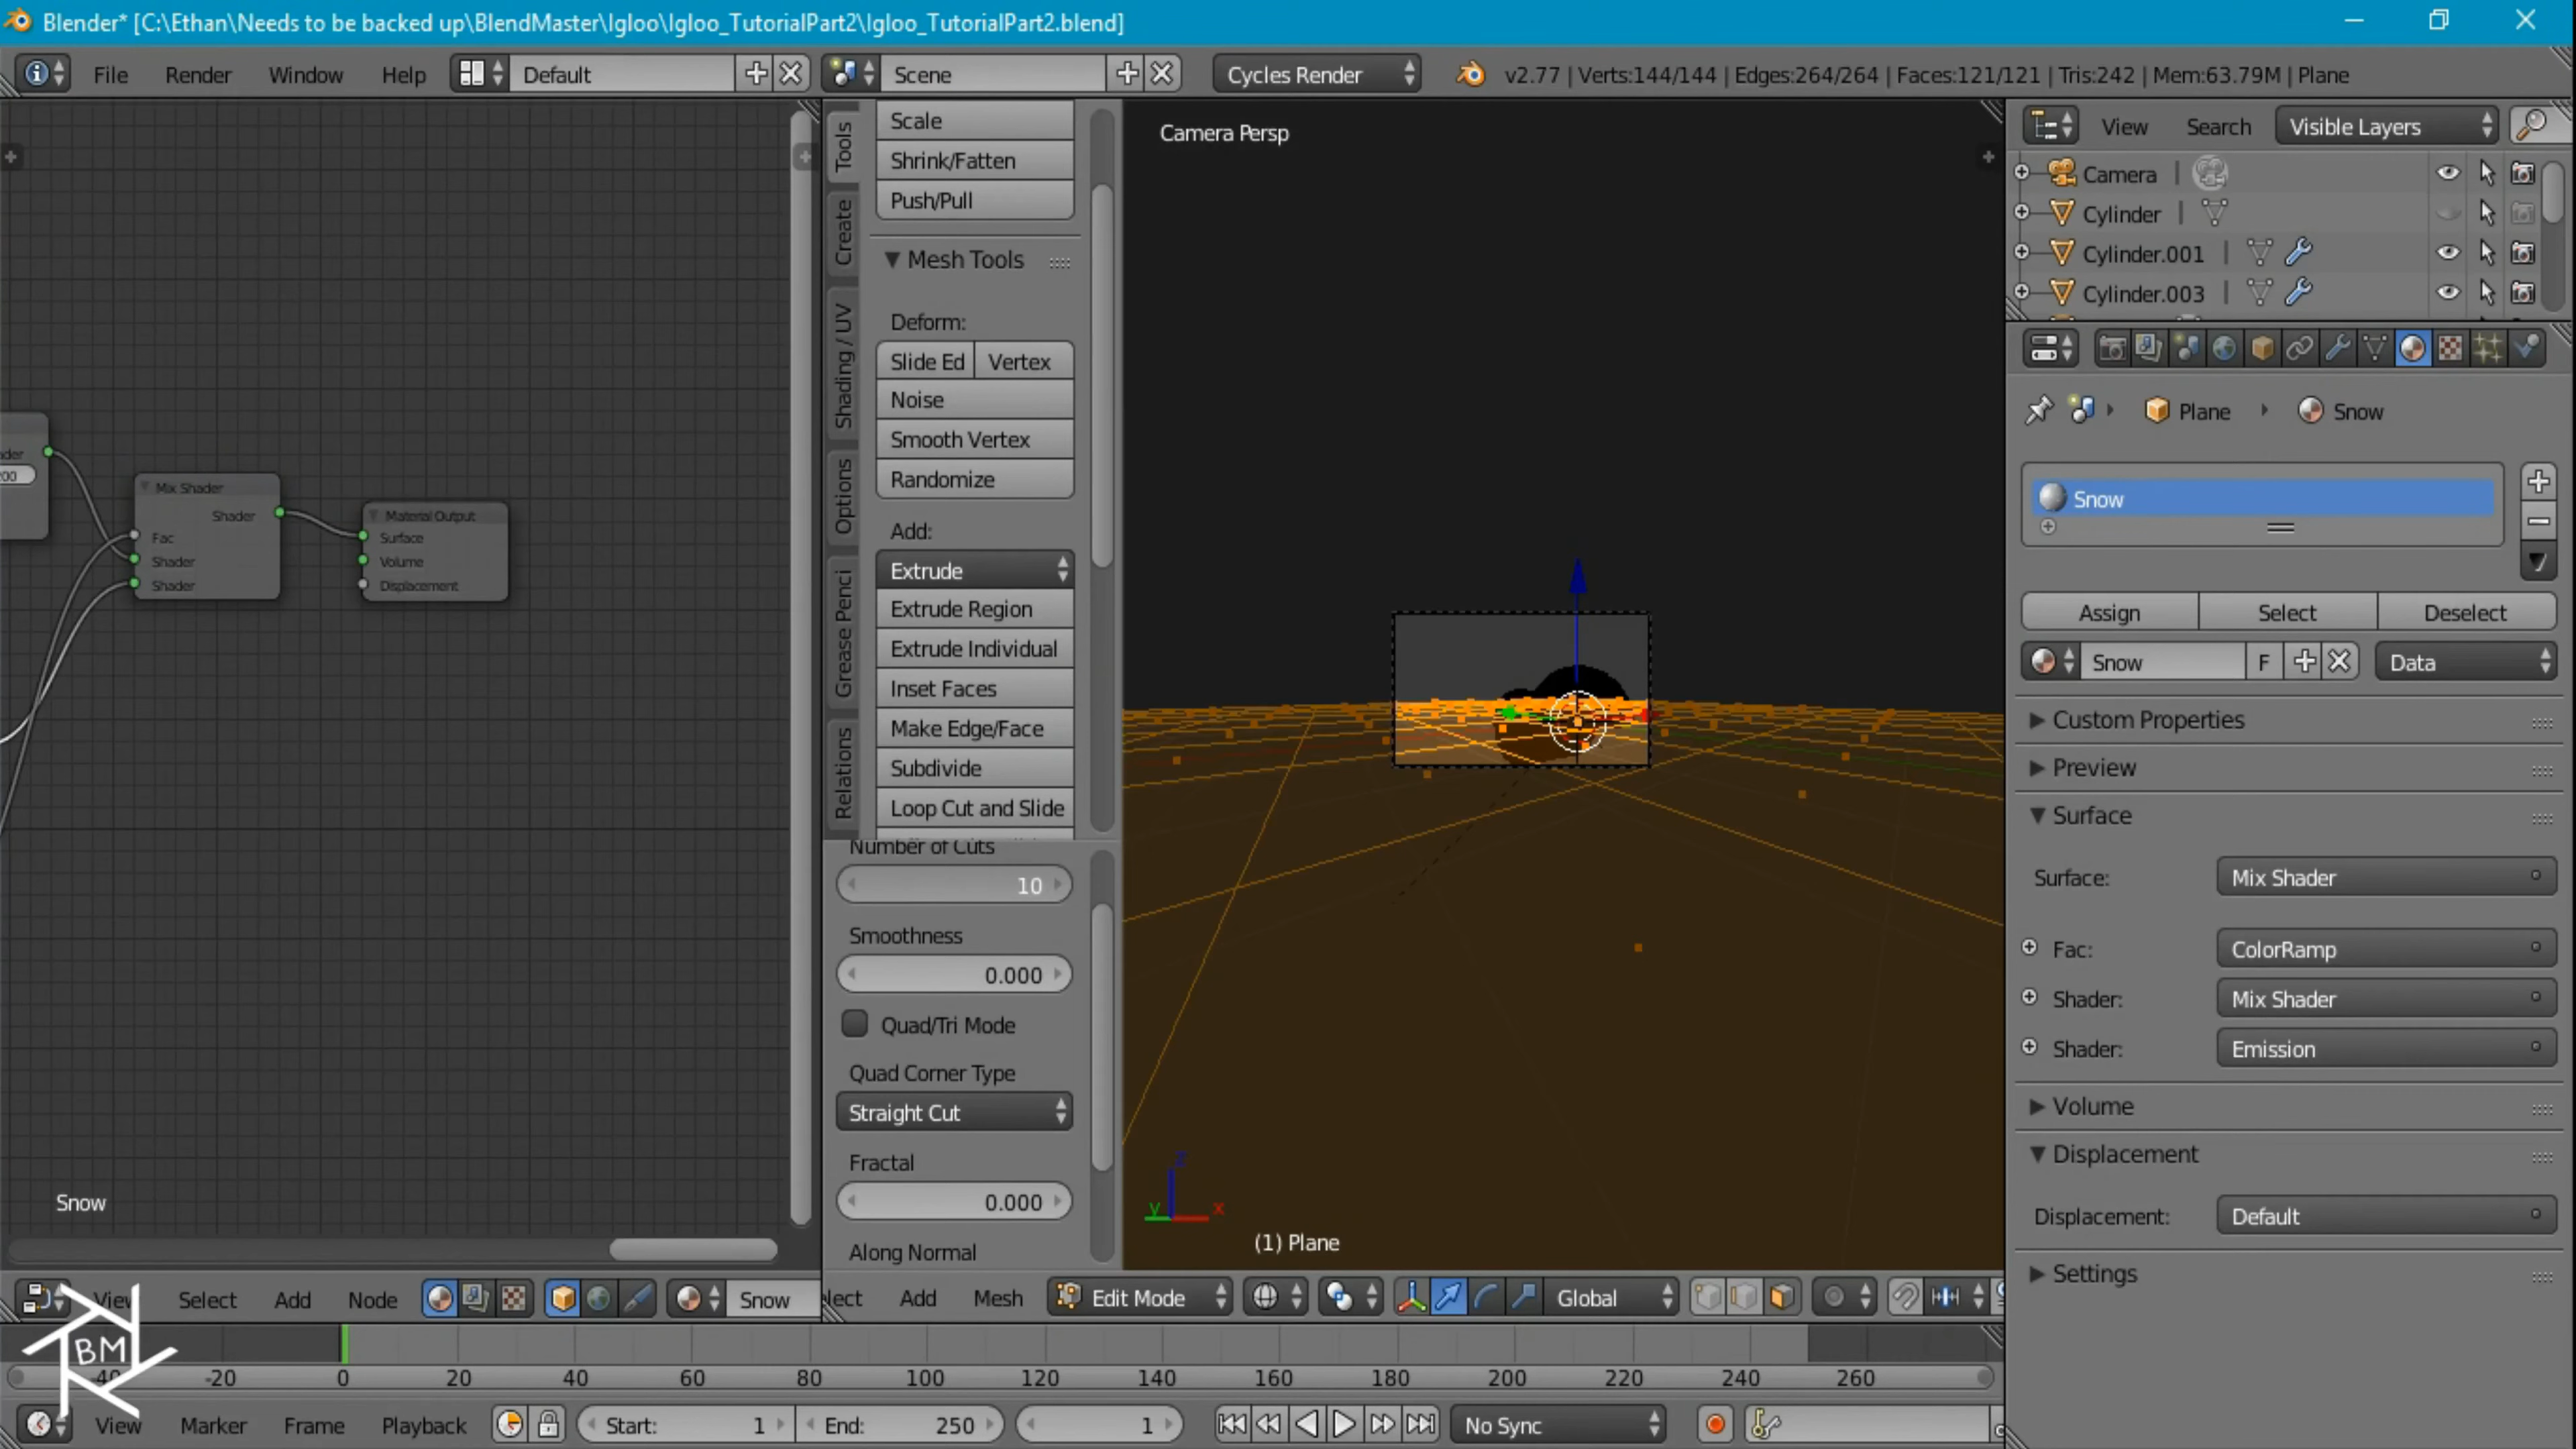 Blender* [C:\Ethan\Needs to be backed up\BlendMaster\Igloo\Igloo_TutorialPart2\Igloo_TutorialPart2.blend]
File Render Window Help Default Scene Cycles Render v2.77 | Verts:144/144 | Edges:264/264 | Faces:121/121 | Tris:242 | Mem:63.79M | Plane
ader
00
Mix Shader
Shader
Fac
Shader
Shader
Material Output
Surface
Volume
Displacement
Snow
Tools
Create
Shading / UV
Options
Grease Penci
Relations
Scale
Shrink/Fatten
Push/Pull
Mesh Tools
Deform:
Slide Ed Vertex
Noise
Smooth Vertex
Randomize
Add:
Extrude
Extrude Region
Extrude Individual
Inset Faces
Make Edge/Face
Subdivide
Loop Cut and Slide
Number of Cuts
10
Smoothness
0.000
Quad/Tri Mode
Quad Corner Type
Straight Cut
Fractal
0.000
Along Normal
Camera Persp
z
y x
(1) Plane
View Search Visible Layers
Camera
Cylinder
Cylinder.001
Cylinder.003
Plane Snow
Snow
Assign Select Deselect
Snow F Data
Custom Properties
Preview
Surface
Surface: Mix Shader
Fac: ColorRamp
Shader: Mix Shader
Shader: Emission
Volume
Displacement
Displacement: Default
Settings
View Select Add Node Snow
lect Add Mesh Edit Mode Global
BM
-40 -20 0 20 40 60 80 100 120 140 160 180 200 220 240 260
View Marker Frame Playback Start: 1 End: 250 1 No Sync